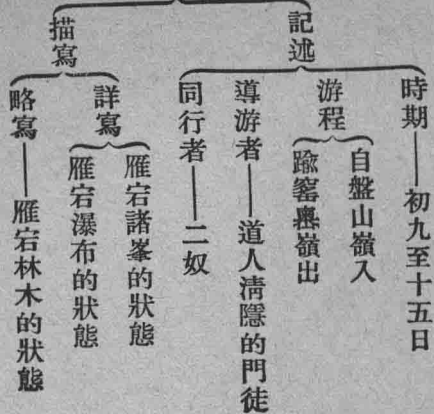 記述
時期——初九至十五日
游程
自盤山嶺入
踰窰嶴嶺出
導游者——道人清隱的門徒
同行者——二奴
描寫
詳寫
雁宕諸峯的狀態
雁宕瀑布的狀態
略寫——雁宕林木的狀態